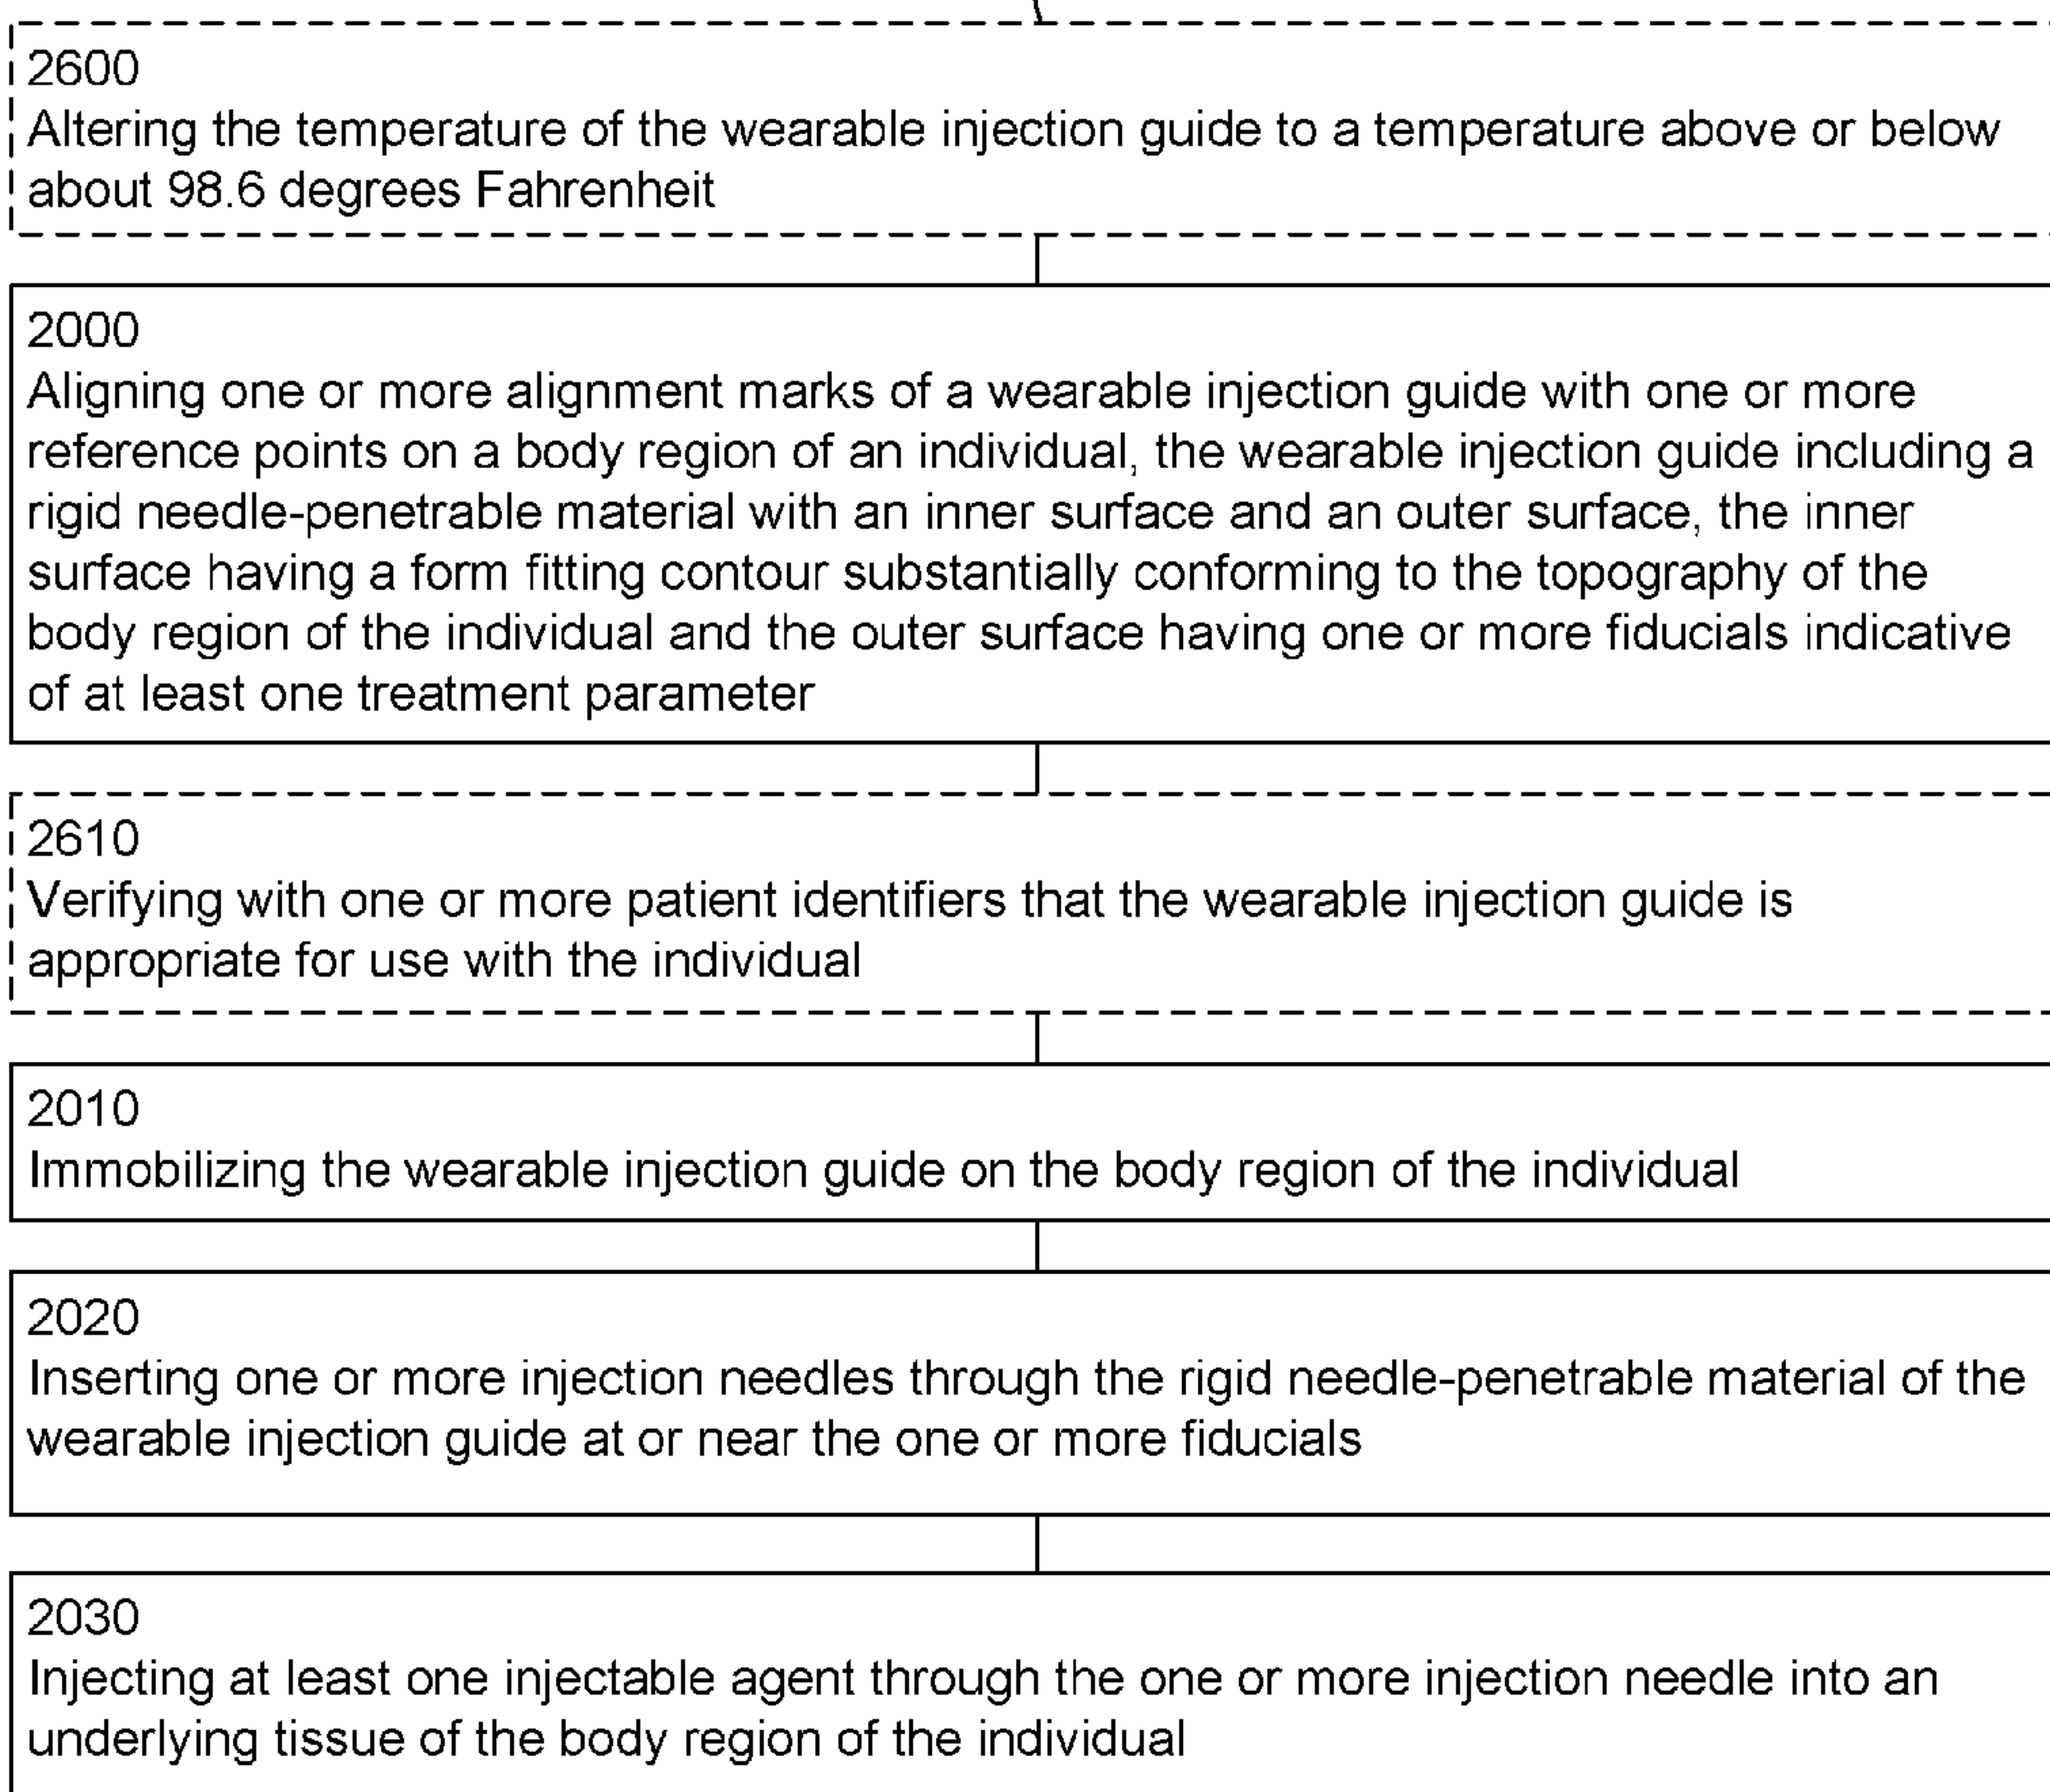 2600
Altering the temperature of the wearable injection guide to a temperature above or below
about 98.6 degrees Fahrenheit
2000
Aligning one or more alignment marks of a wearable injection guide with one or more
reference points on a body region of an individual, the wearable injection guide including a
rigid needle-penetrable material with an inner surface and an outer surface, the inner
surface having a form fitting contour substantially conforming to the topography of the
body region of the individual and the outer surface having one or more fiducials indicative
of at least one treatment parameter
2610
Verifying with one or more patient identifiers that the wearable injection guide is
appropriate for use with the individual
2010
Immobilizing the wearable injection guide on the body region of the individual
2020
Inserting one or more injection needles through the rigid needle-penetrable material of the
wearable injection guide at or near the one or more fiducials
2030
Injecting at least one injectable agent through the one or more injection needle into an
underlying tissue of the body region of the individual